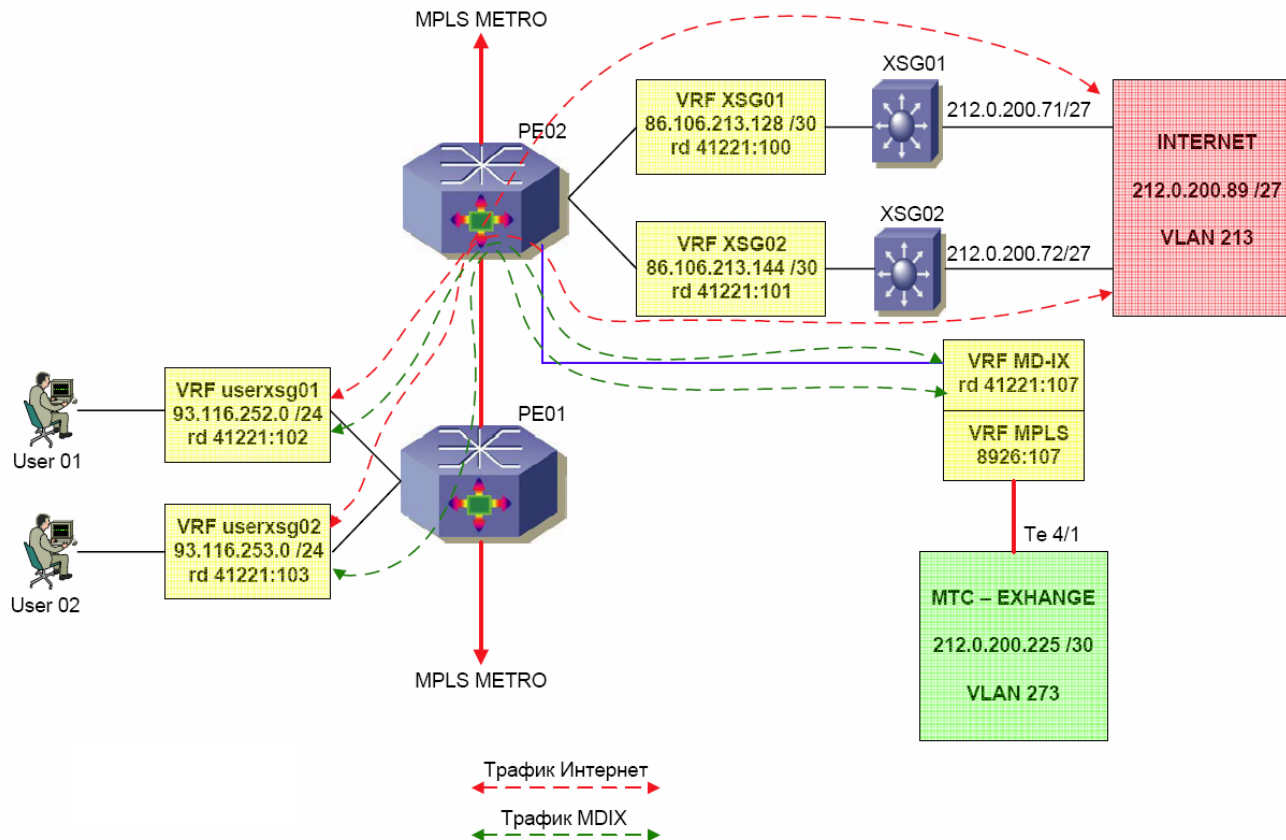 MPLS METRO
PE02
VRF XSG01
86.106.213.128 /30
rd 41221:100
XSG01
212.0.200.71/27
INTERNET
212.0.200.89 /27
VLAN 213
VRF XSG02
86.106.213.144 /30
rd 41221:101
XSG02
212.0.200.72/27
User 01
VRF userxsg01
93.116.252.0 /24
rd 41221:102
PE01
VRF MD-IX
rd 41221:107
VRF MPLS
8926:107
User 02
VRF userxsg02
93.116.253.0 /24
rd 41221:103
Te 4/1
MTC – EXHANGE
212.0.200.225 /30
VLAN 273
MPLS METRO
Трафик Интернет
Трафик MDIX